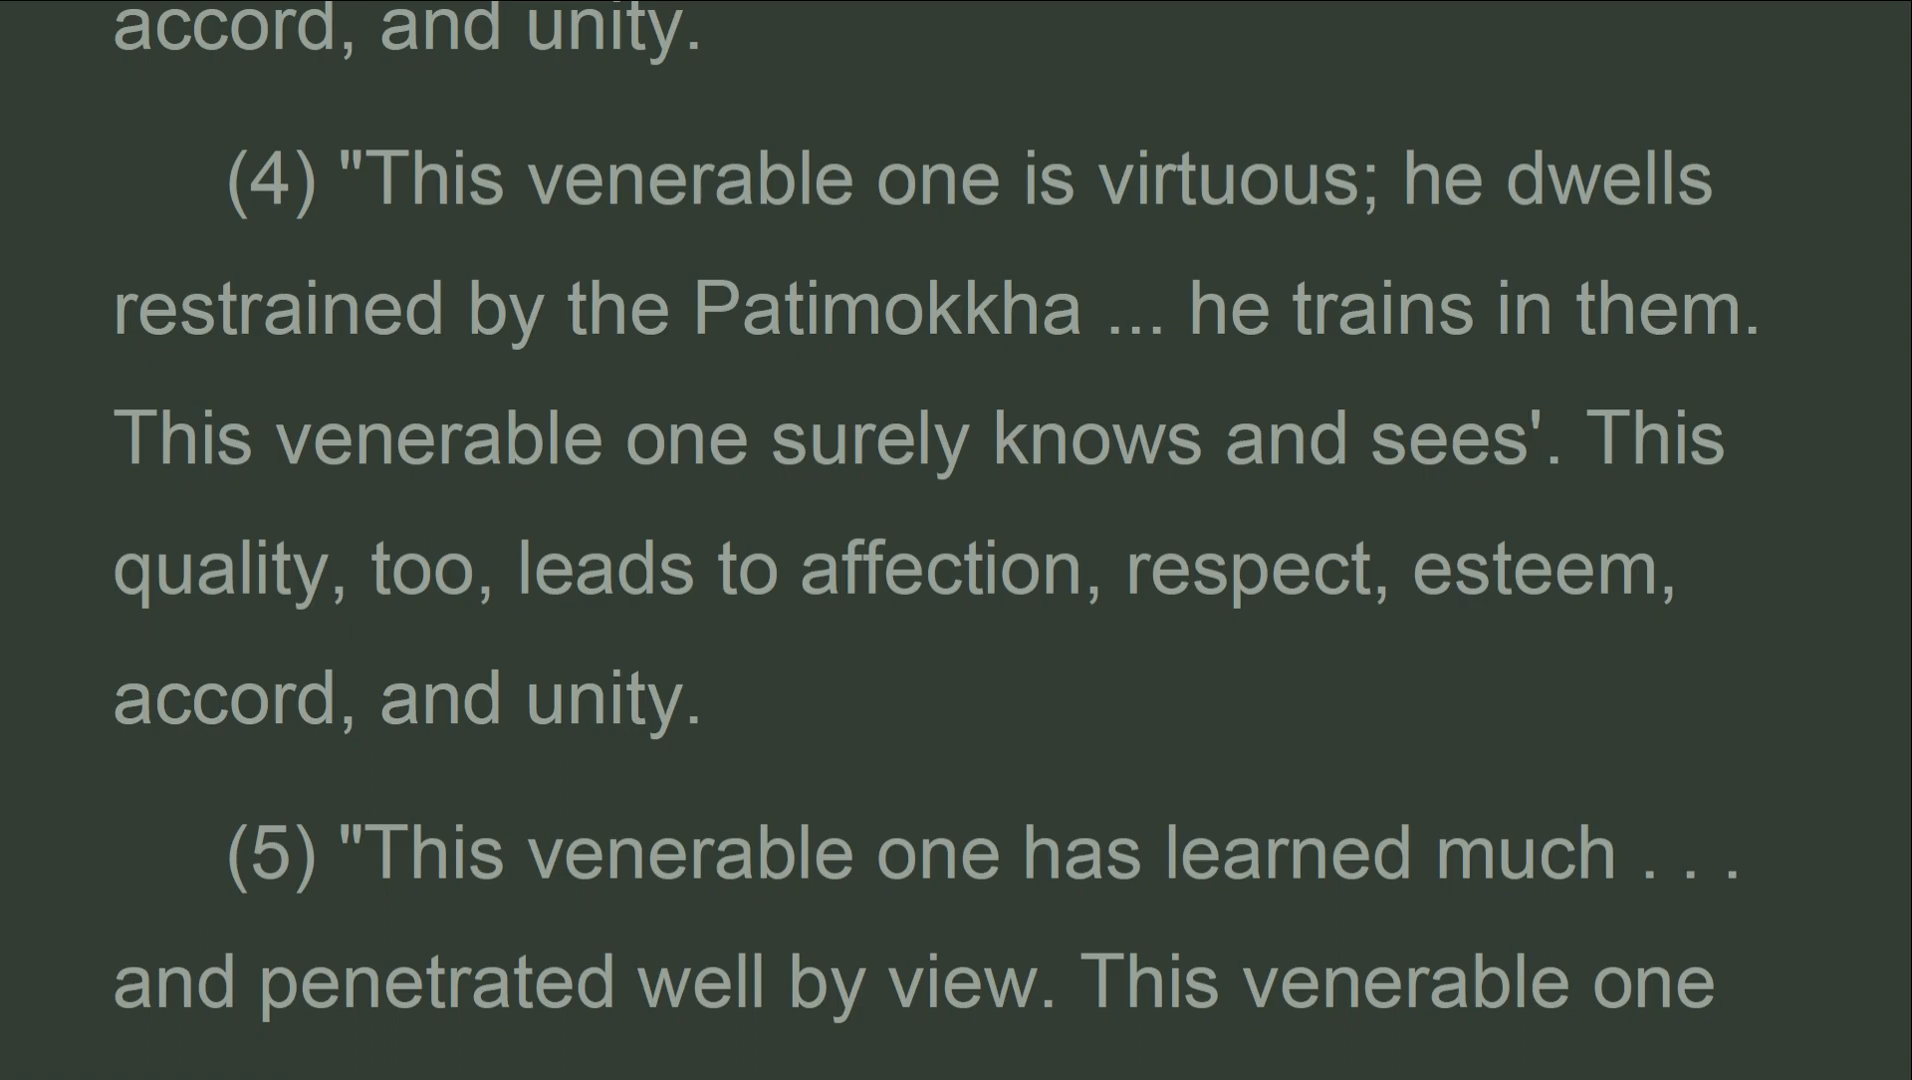 accord, and unity.
(4) "This venerable one is virtuous; he dwells
restrained by the Patimokkha ... he trains in them.
This venerable one surely knows and sees'. This
quality, too, leads to affection, respect, esteem,
accord, and unity.
(5) "This venerable one has learned much . . .
and penetrated well by view. This venerable one